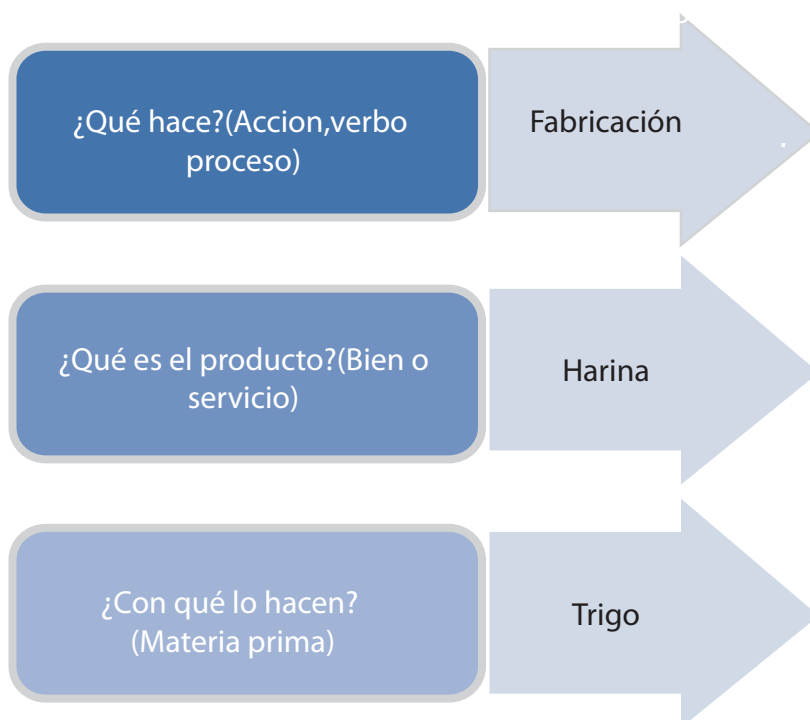 ¿Qué hace?(Accion,verbo
proceso)
Fabricación
¿Qué es el producto?(Bien o
servicio)
Harina
¿Con qué lo hacen?
(Materia prima)
Trigo